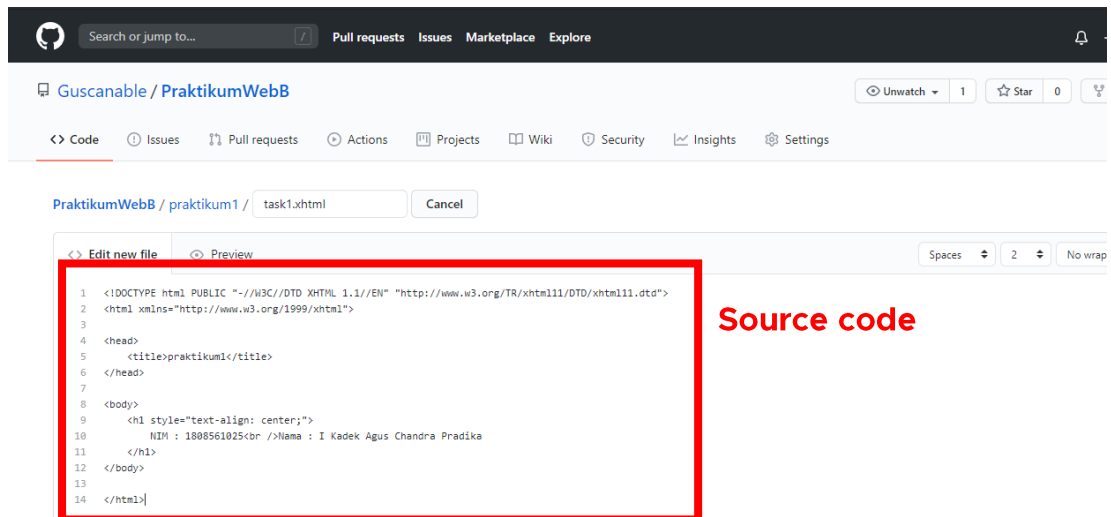 Search or jump to... / Pull requests Issues Marketplace Explore
Guscanable / PraktikumWebB Unwatch 1 Star 0
Code Issues Pull requests Actions Projects Wiki Security Insights Settings
PraktikumWebB / praktikum1 / task1.xhtml Cancel
<> Edit new file Preview Spaces 2 No wrap
1 <!DOCTYPE html PUBLIC "-//W3C//DTD XHTML 1.1//EN" "http://www.w3.org/TR/xhtml11/DTD/xhtml11.dtd">
2 <html xmlns="http://www.w3.org/1999/xhtml">
Source code
3
4 <head>
5 <title>praktikum1</title>
6 </head>
7
8 <body>
9 <h1 style="text-align: center;">
10 NIM : 1808561025<br />Nama : I Kadek Agus Chandra Pradika
11 </h1>
12 </body>
13
14 </html>